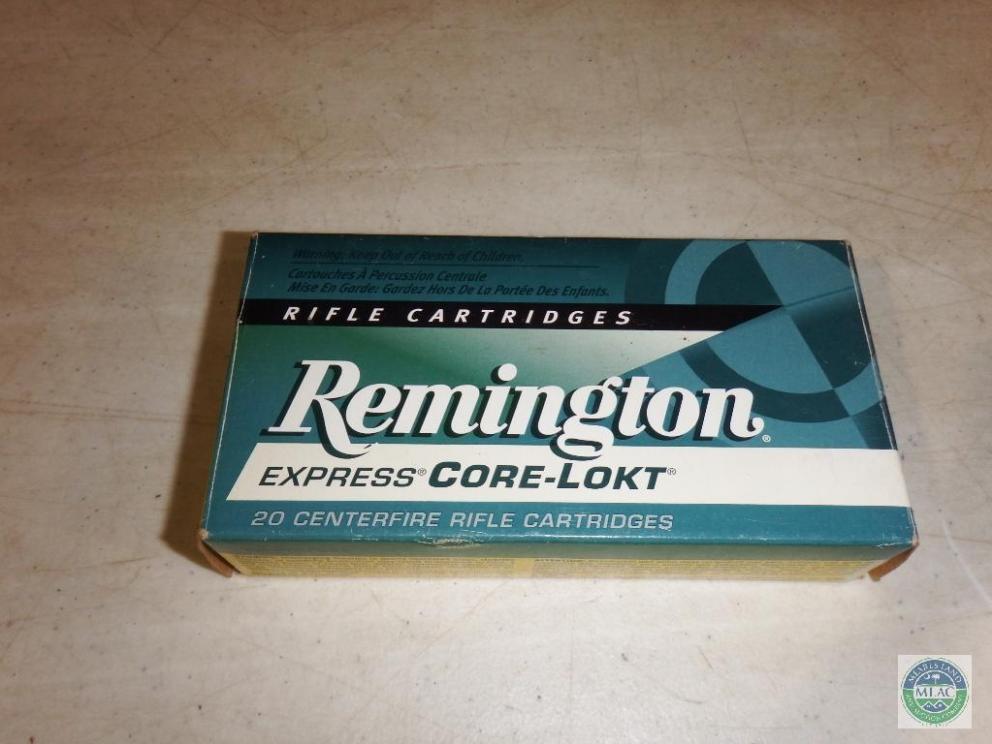 Warning: Keep Out of Reach of Children.
Cartouches À Percussion Centrale
Mise En Garde: Gardez Hors De La Portée Des Enfants.
RIFLE CARTRIDGES
Remington®
EXPRESS® CORE-LOKT®
20 CENTERFIRE RIFLE CARTRIDGES
MLAC